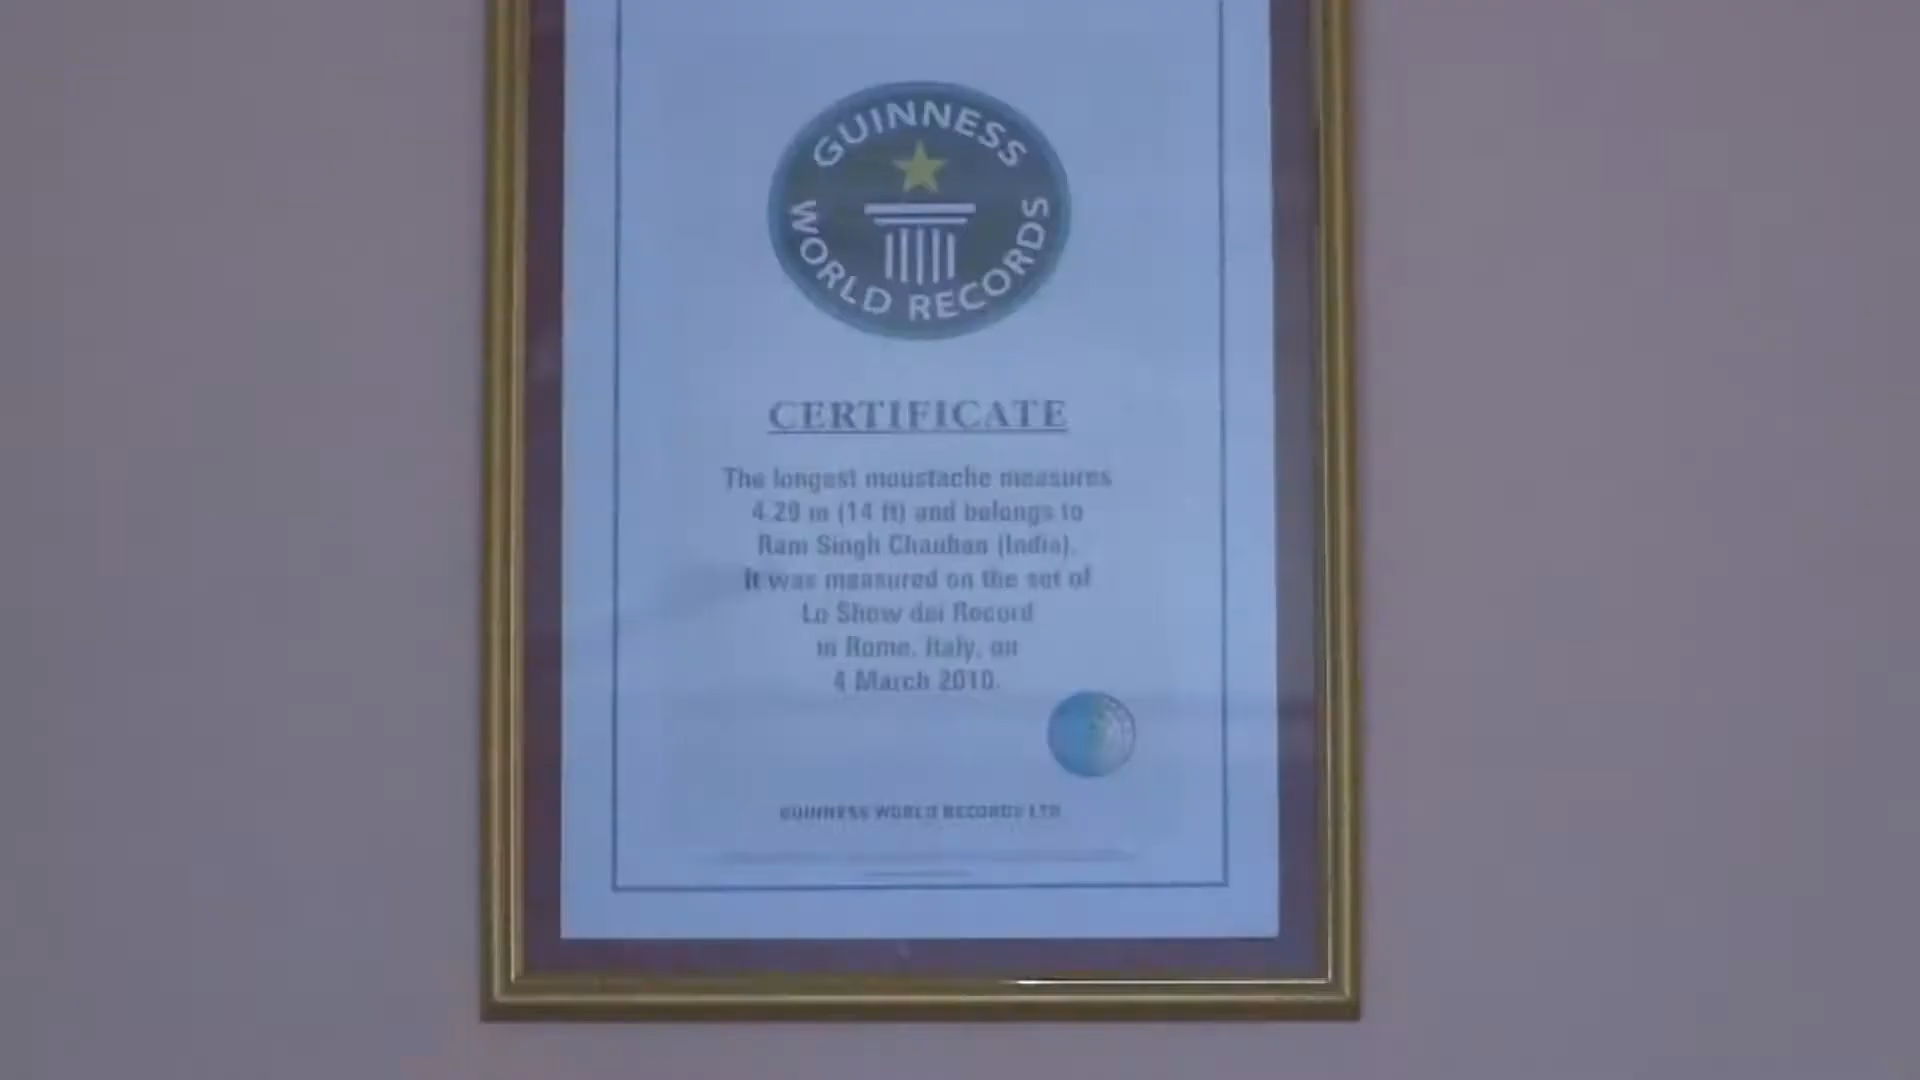 GUINNESS
WORLD RECORDS
CERTIFICATE
The longest moustache measures
4.29 m (14 ft) and belongs to
Ram Singh Chauhan (India).
It was measured on the set of
Lo Show dei Record
in Rome, Italy, on
4 March 2010.
GUINNESS WORLD RECORDS LTD